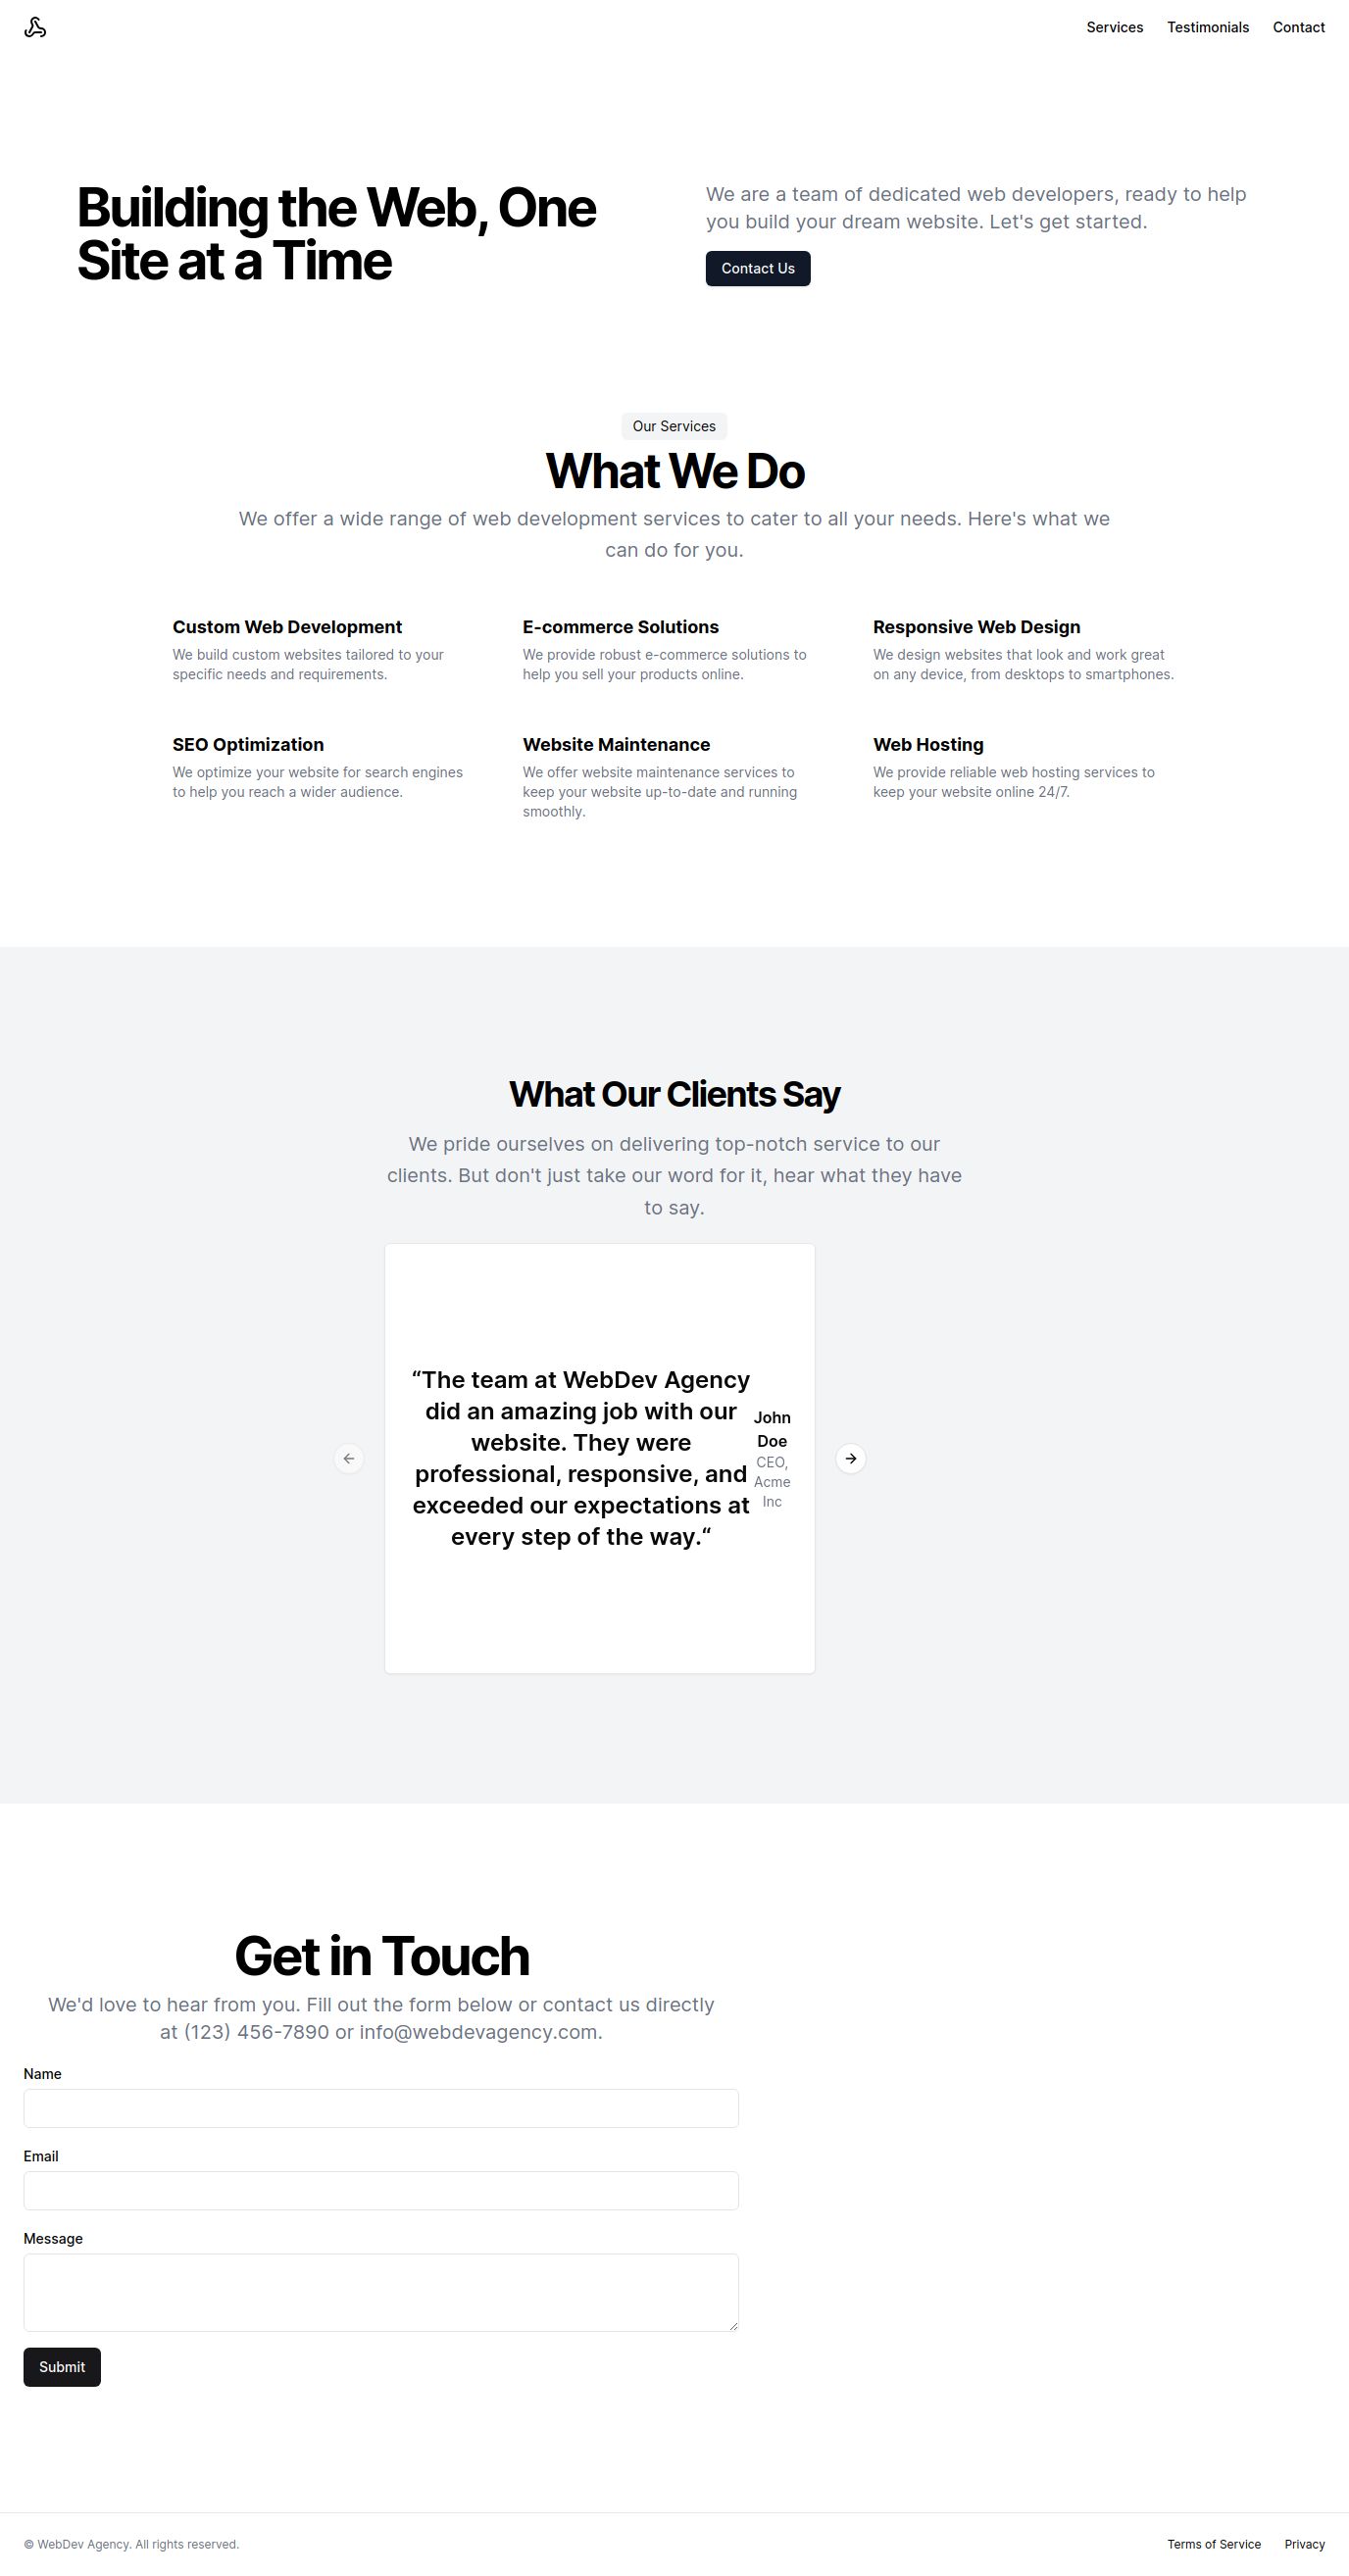 Services Testimonials Contact
Building the Web, One
Site at a Time
We are a team of dedicated web developers, ready to help
you build your dream website. Let's get started.
Contact Us
Our Services
What We Do
We offer a wide range of web development services to cater to all your needs. Here's what we
can do for you.
Custom Web Development
We build custom websites tailored to your
specific needs and requirements.
E-commerce Solutions
We provide robust e-commerce solutions to
help you sell your products online.
Responsive Web Design
We design websites that look and work great
on any device, from desktops to smartphones.
SEO Optimization
We optimize your website for search engines
to help you reach a wider audience.
Website Maintenance
We offer website maintenance services to
keep your website up-to-date and running
smoothly.
Web Hosting
We provide reliable web hosting services to
keep your website online 24/7.
What Our Clients Say
We pride ourselves on delivering top-notch service to our
clients. But don't just take our word for it, hear what they have
to say.
“The team at WebDev Agency
did an amazing job with our
website. They were
professional, responsive, and
exceeded our expectations at
every step of the way.“
John
Doe
CEO,
Acme
Inc
Get in Touch
We'd love to hear from you. Fill out the form below or contact us directly
at (123) 456-7890 or info@webdevagency.com.
Name
Email
Message
Submit
© WebDev Agency. All rights reserved.
Terms of Service Privacy